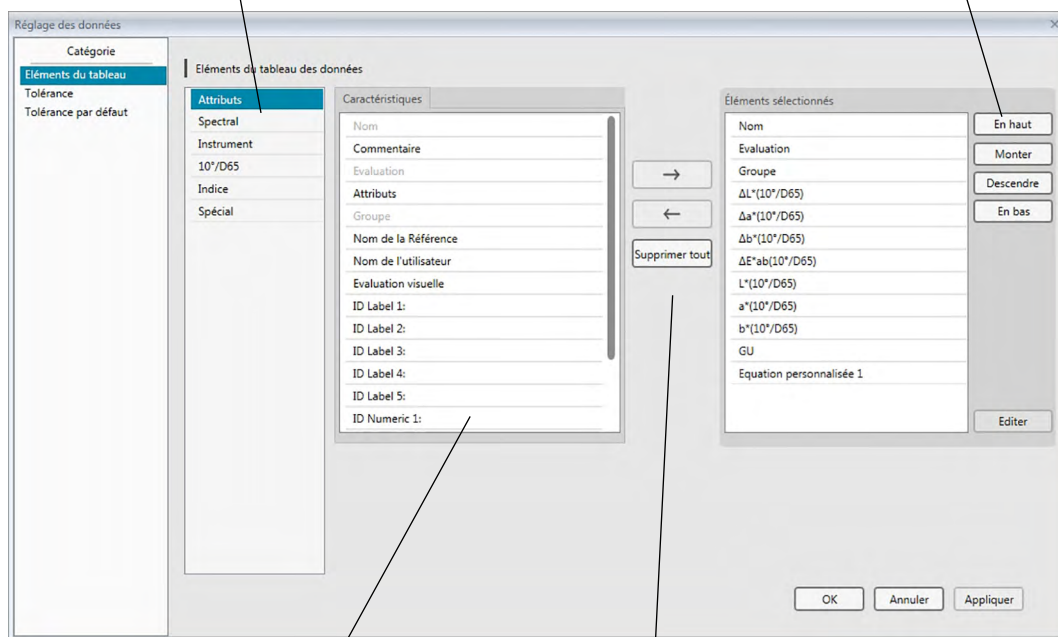 Réglage des données
Catégorie
Eléments du tableau
Tolérance
Tolérance par défaut
Eléments du tableau des données
Attributs
Spectral
Instrument
10°/D65
Indice
Spécial
Caractéristiques
Nom
Commentaire
Evaluation
Attributs
Groupe
Nom de la Référence
Nom de l'utilisateur
Evaluation visuelle
ID Label 1:
ID Label 2:
ID Label 3:
ID Label 4:
ID Label 5:
ID Numeric 1:
→
←
Supprimer tout
Éléments sélectionnés
Nom
Evaluation
Groupe
ΔL*(10°/D65)
Δa*(10°/D65)
Δb*(10°/D65)
ΔE*ab(10°/D65)
L*(10°/D65)
a*(10°/D65)
b*(10°/D65)
GU
Equation personnalisée 1
En haut
Monter
Descendre
En bas
Editer
OK
Annuler
Appliquer